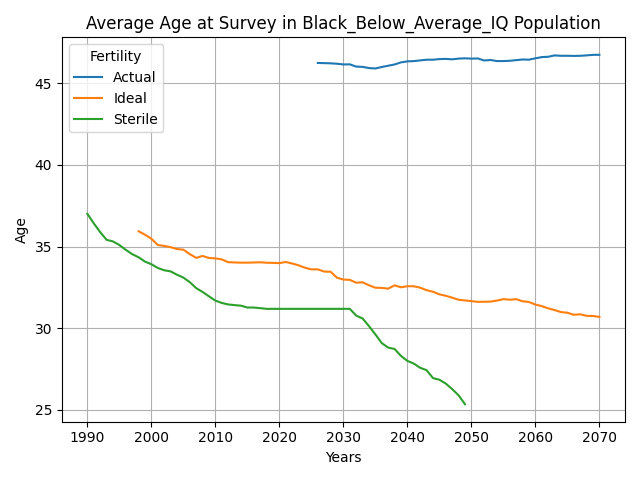 Average Age at Survey in Black_Below_Average_IQ Population
Fertility
Actual
Ideal
Sterile
45
40
35
30
25
Age
1990 2000 2010 2020 2030 2040 2050 2060 2070
Years